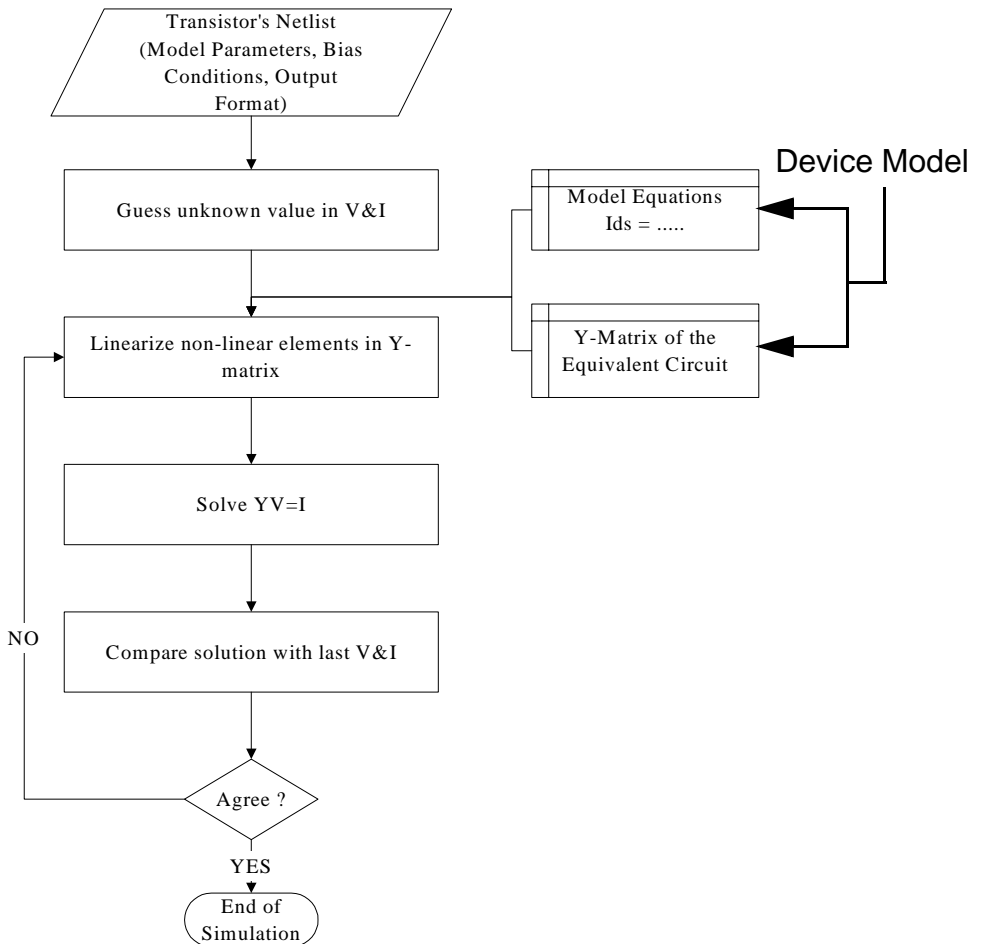 Transistor's Netlist
(Model Parameters, Bias
Conditions, Output
Format)
Device Model
Guess unknown value in V&I
Model Equations
Ids = .....
Linearize non-linear elements in Y-
matrix
Y-Matrix of the
Equivalent Circuit
Solve YV=I
NO
Compare solution with last V&I
Agree ?
YES
End of
Simulation